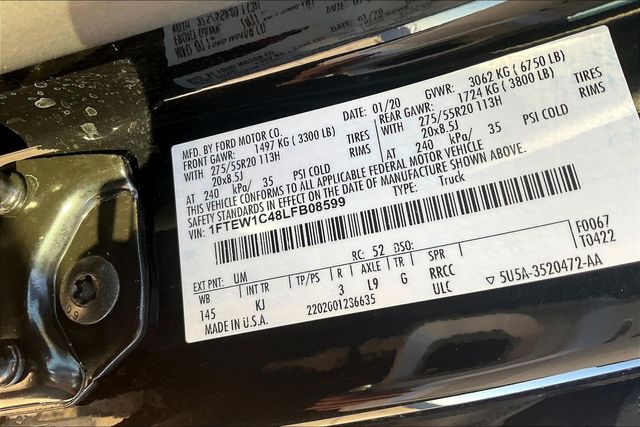 MFD. BY FORD MOTOR CO.
DATE: 01/20 GVWR: 3062 KG ( 6750 LB)
FRONT GAWR: 1497 KG ( 3300 LB) REAR GAWR: 1724 KG ( 3800 LB)
WITH 275/55R20 113H TIRES WITH 275/55R20 113H TIRES
20x8.5J RIMS 20x8.5J RIMS
AT 240 kPa/ 35 PSI COLD AT 240 kPa/ 35 PSI COLD
THIS VEHICLE CONFORMS TO ALL APPLICABLE FEDERAL MOTOR VEHICLE
SAFETY STANDARDS IN EFFECT ON THE DATE OF MANUFACTURE SHOWN ABOVE.
VIN: 1FTEW1C48LFB08599 TYPE: Truck
F0067
T0422
EXT PNT: UM RC: 52 DSO:
WB INT TR TP/PS R AXLE TR SPR
145 KJ 3 L9 G RRCC
ULC
MADE IN U.S.A. 2202001236635 5U5A-3520472-AA